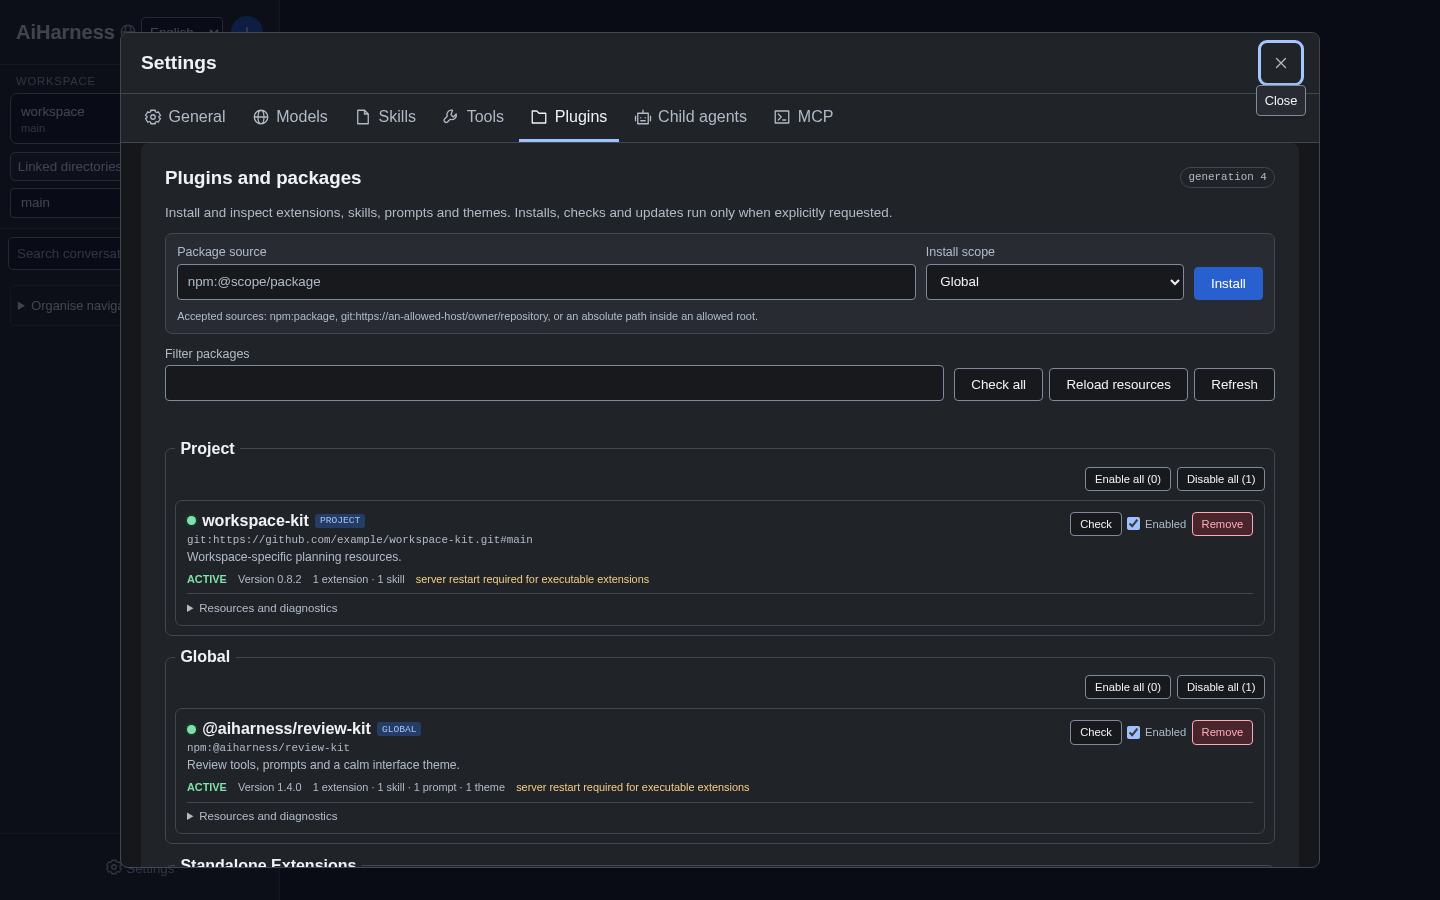 AiHarness
English
WORKSPACE
workspace
main
Linked directories
main
Search conversat
Organise naviga
Settings
Settings
Close
General
Models
Skills
Tools
Plugins
Child agents
MCP
Plugins and packages
generation 4
Install and inspect extensions, skills, prompts and themes. Installs, checks and updates run only when explicitly requested.
Package source
Install scope
npm:@scope/package
Global
Install
Accepted sources: npm:package, git:https://an-allowed-host/owner/repository, or an absolute path inside an allowed root.
Filter packages
Check all
Reload resources
Refresh
Project
Enable all (0)
Disable all (1)
workspace-kit
PROJECT
Check
Enabled
Remove
git:https://github.com/example/workspace-kit.git#main
Workspace-specific planning resources.
ACTIVE Version 0.8.2 1 extension · 1 skill server restart required for executable extensions
Resources and diagnostics
Global
Enable all (0)
Disable all (1)
@aiharness/review-kit
GLOBAL
Check
Enabled
Remove
npm:@aiharness/review-kit
Review tools, prompts and a calm interface theme.
ACTIVE Version 1.4.0 1 extension · 1 skill · 1 prompt · 1 theme server restart required for executable extensions
Resources and diagnostics
Standalone Extensions